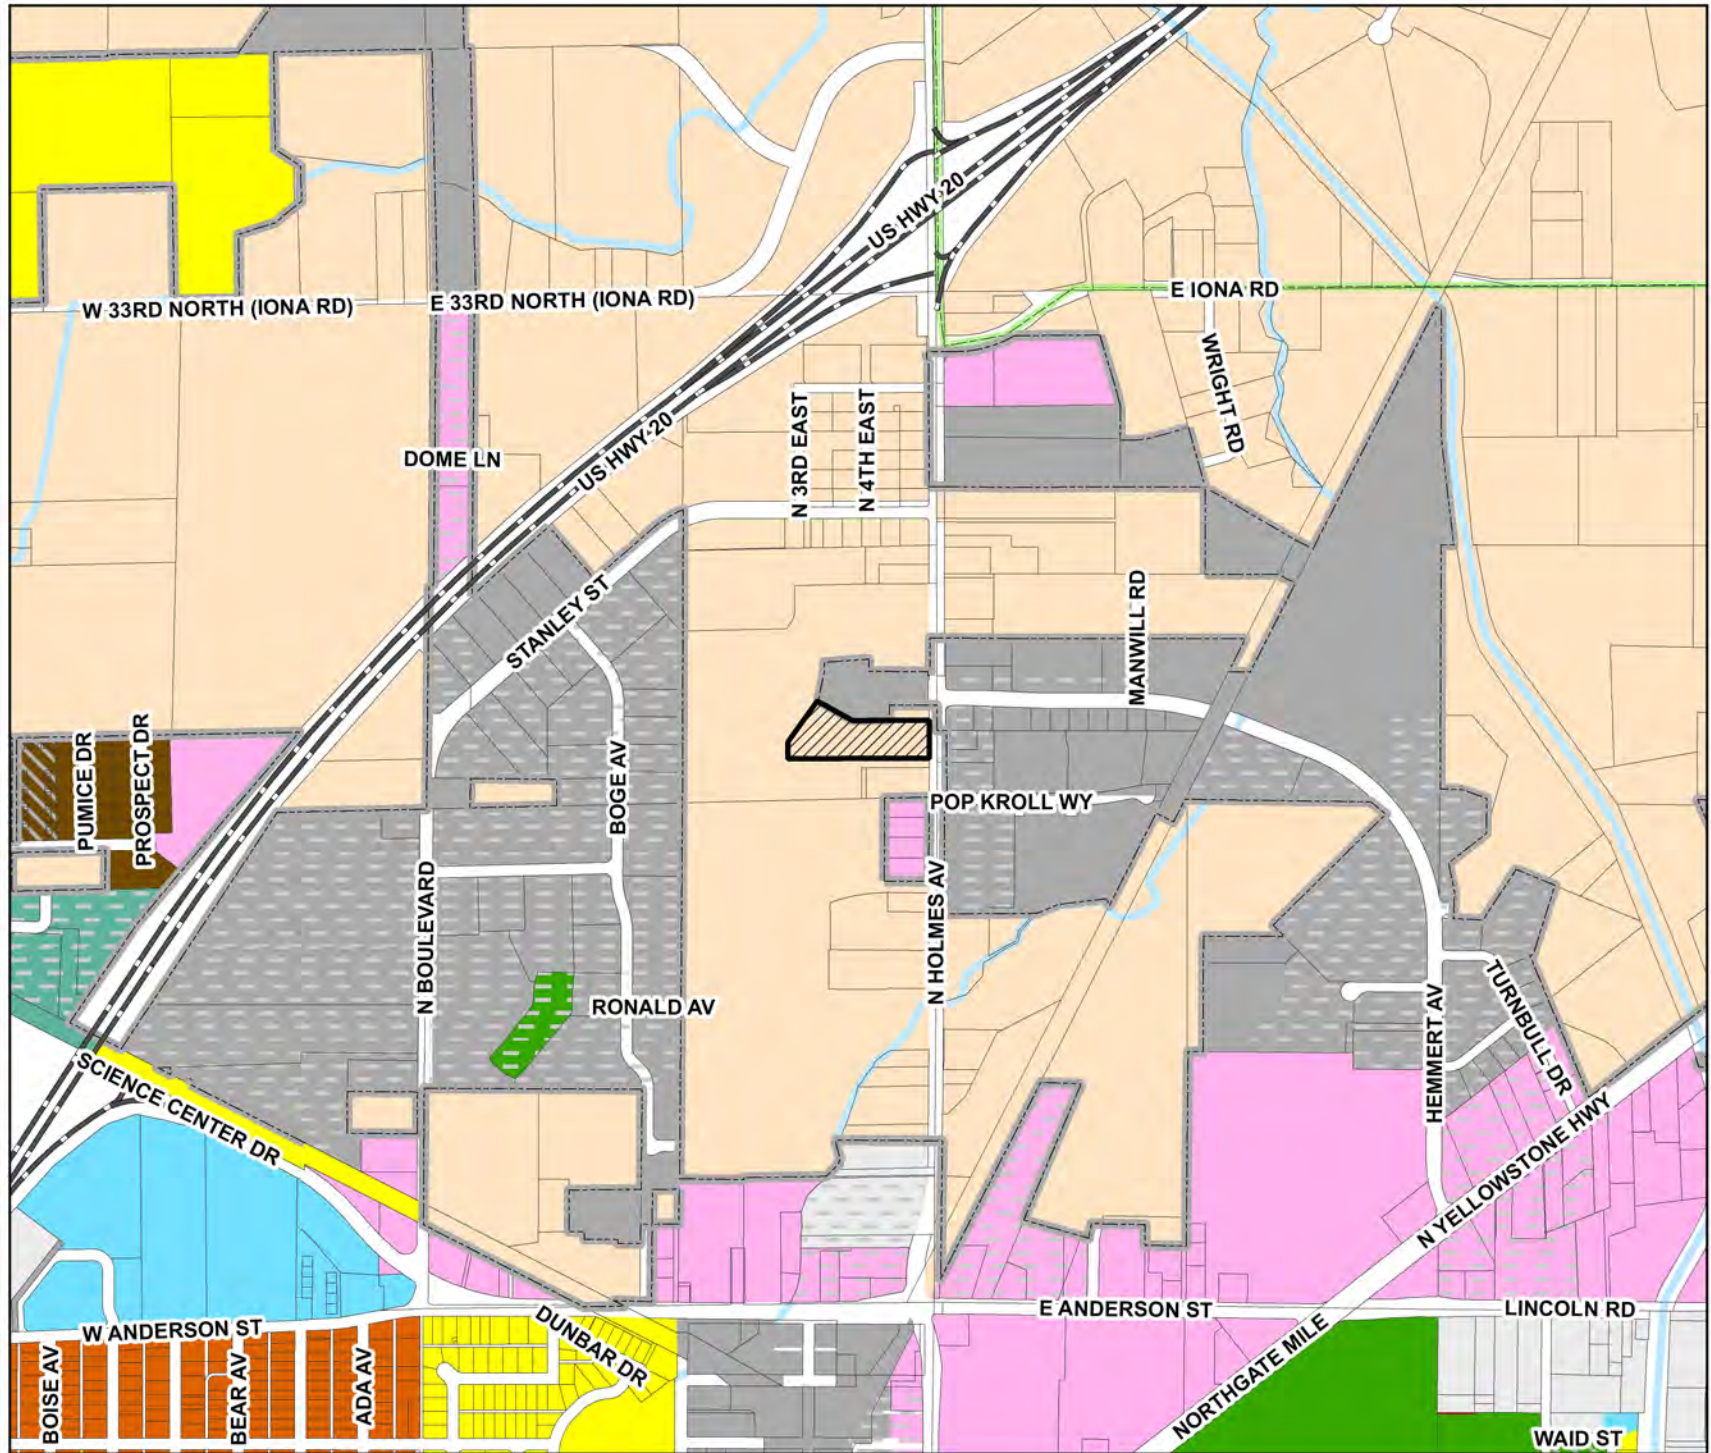 US HWY 20
E IONA RD
W 33RD NORTH (IONA RD)
E 33RD NORTH (IONA RD)
WRIGHT RD
N 3RD EAST
N 4TH EAST
US HWY 20
DOME LN
STANLEY ST
MANWILL RD
PUMICE DR
PROSPECT DR
BOGE AV
POP KROLL WY
N BOULEVARD
N HOLMES AV
RONALD AV
TURNBULL DR
HEMMERT AV
SCIENCE CENTER DR
N YELLOWSTONE HWY
E ANDERSON ST
LINCOLN RD
W ANDERSON ST
DUNBAR DR
NORTHGATE MILE
BOISE AV
BEAR AV
ADA AV
WAID ST